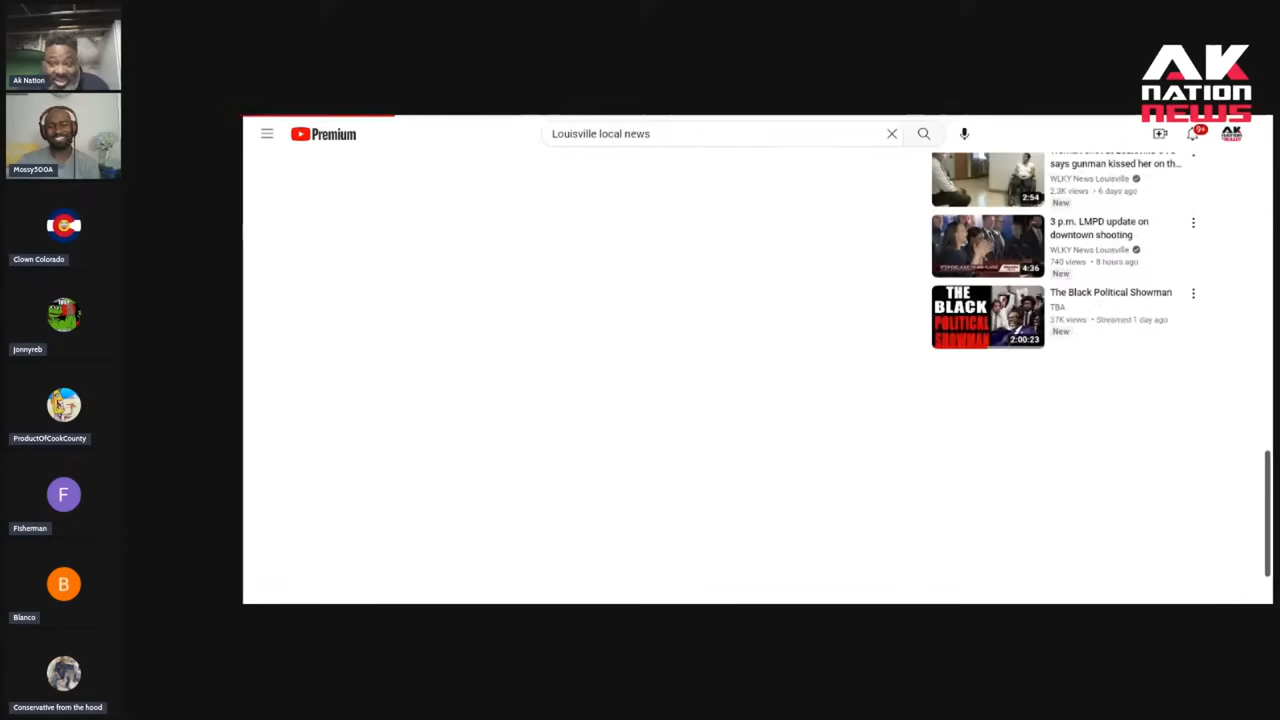 Ak Nation
Mossy500A
Clown Colorado
Jonnyreb
ProductOfCookCounty
F
Fisherman
B
Blanco
Conservative from the hood
AK
NATION
NEWS
Premium
Louisville local news
9+
says gunman kissed her on th...
WLKY News Louisville
2.3K views • 6 days ago
New
2:54
3 p.m. LMPD update on
downtown shooting
WLKY News Louisville
740 views • 8 hours ago
New
4:36
The Black Political Showman
TBA
37K views • Streamed 1 day ago
New
THE
BLACK
POLITICAL
SHOWMAN
2:00:23